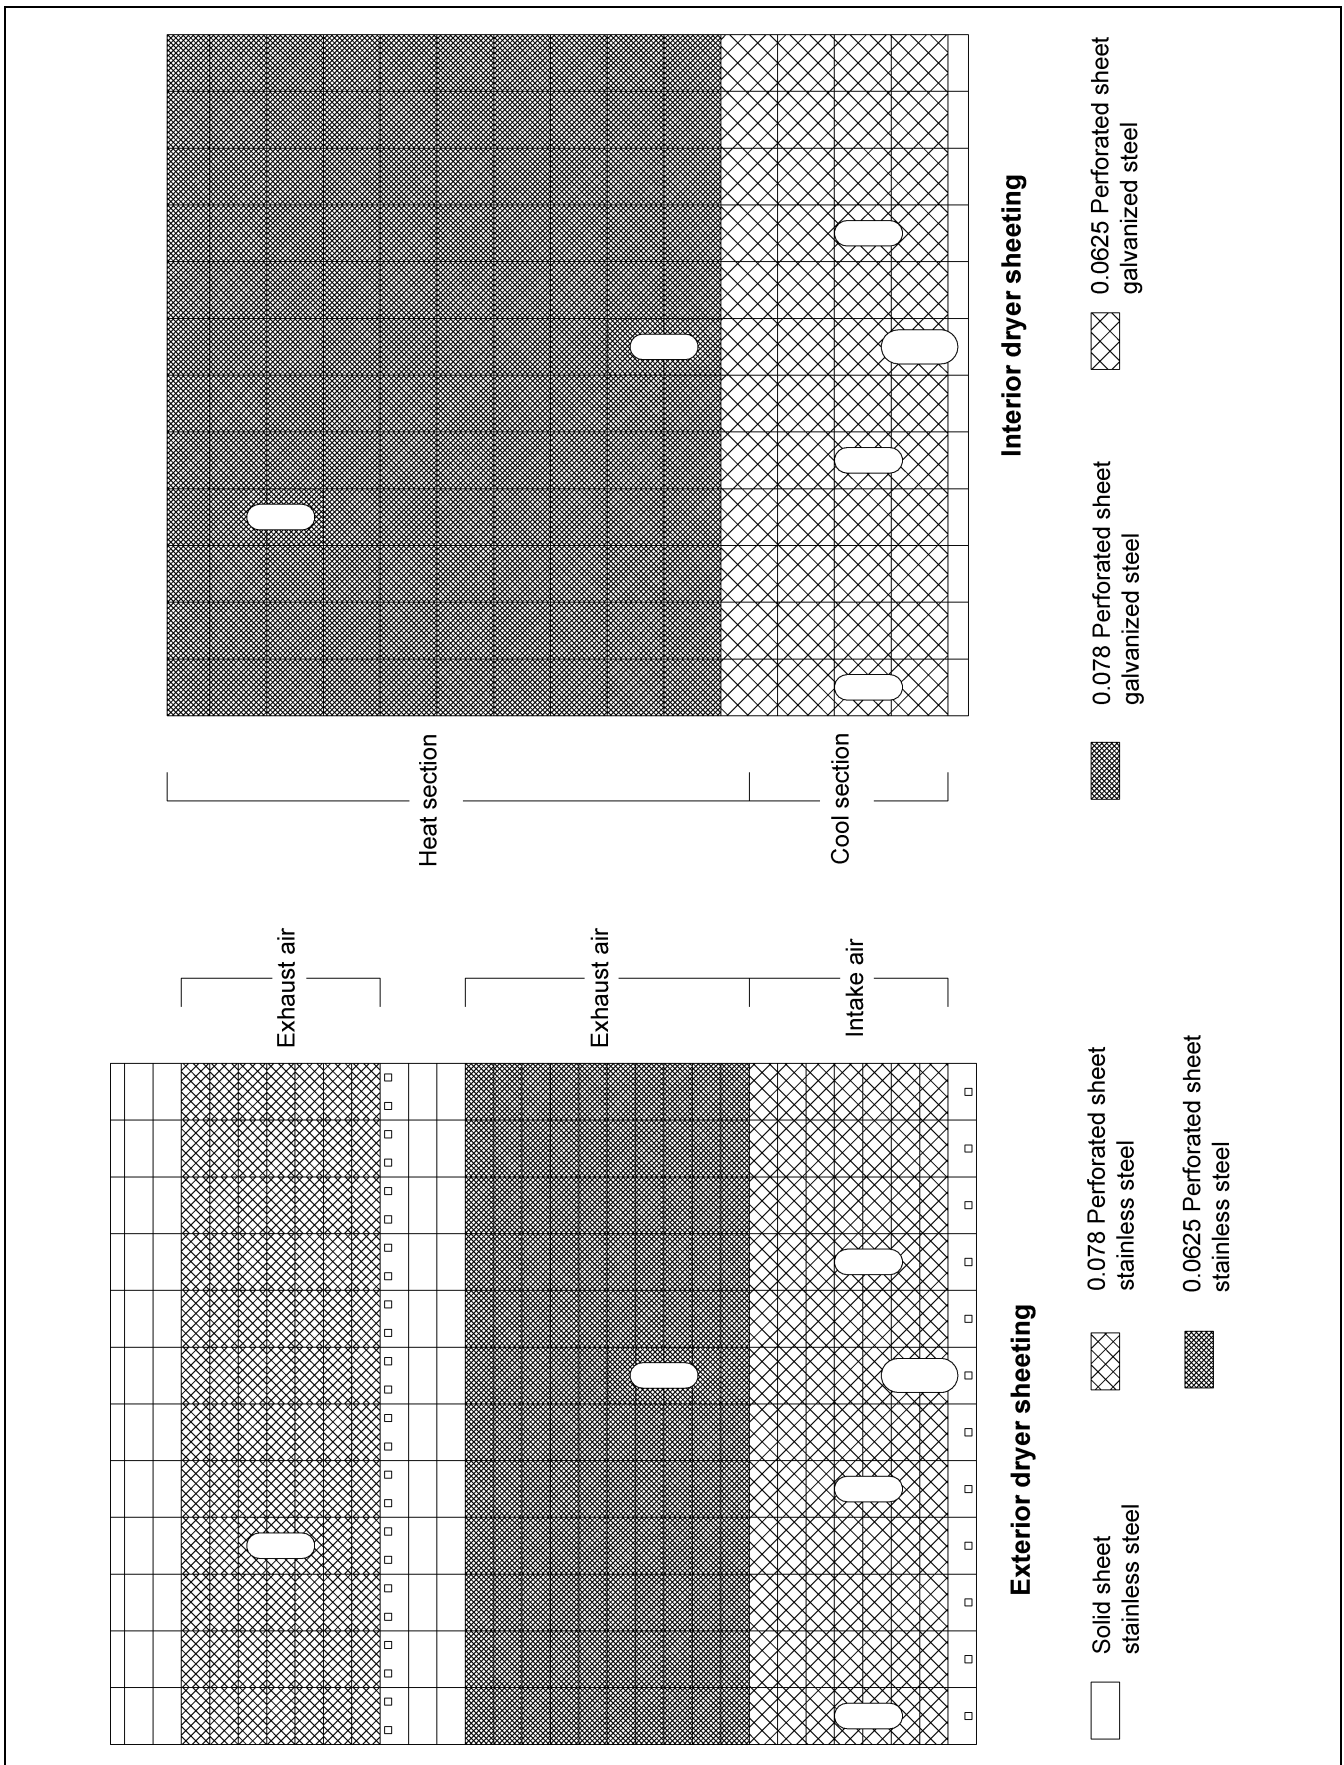 Exhaust air
Exhaust air
Intake air
Exterior dryer sheeting
Solid sheet
stainless steel
0.078 Perforated sheet
stainless steel
0.0625 Perforated sheet
stainless steel
Heat section
Cool section
Interior dryer sheeting
0.078 Perforated sheet
galvanized steel
0.0625 Perforated sheet
galvanized steel